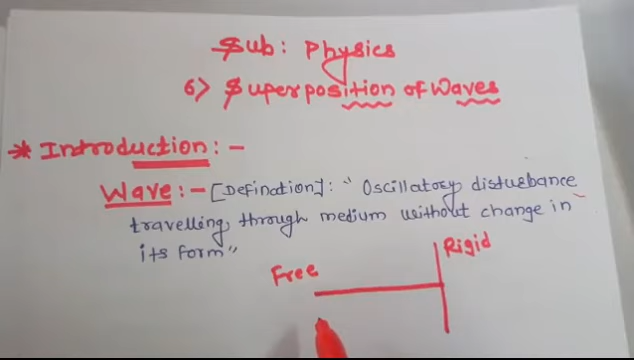 Sub: Physics
6) Superposition of Waves
* Introduction:-
Wave:- [Defination]: " Oscillatory disturbance
travelling through medium without change in
its form"
Rigid
Free